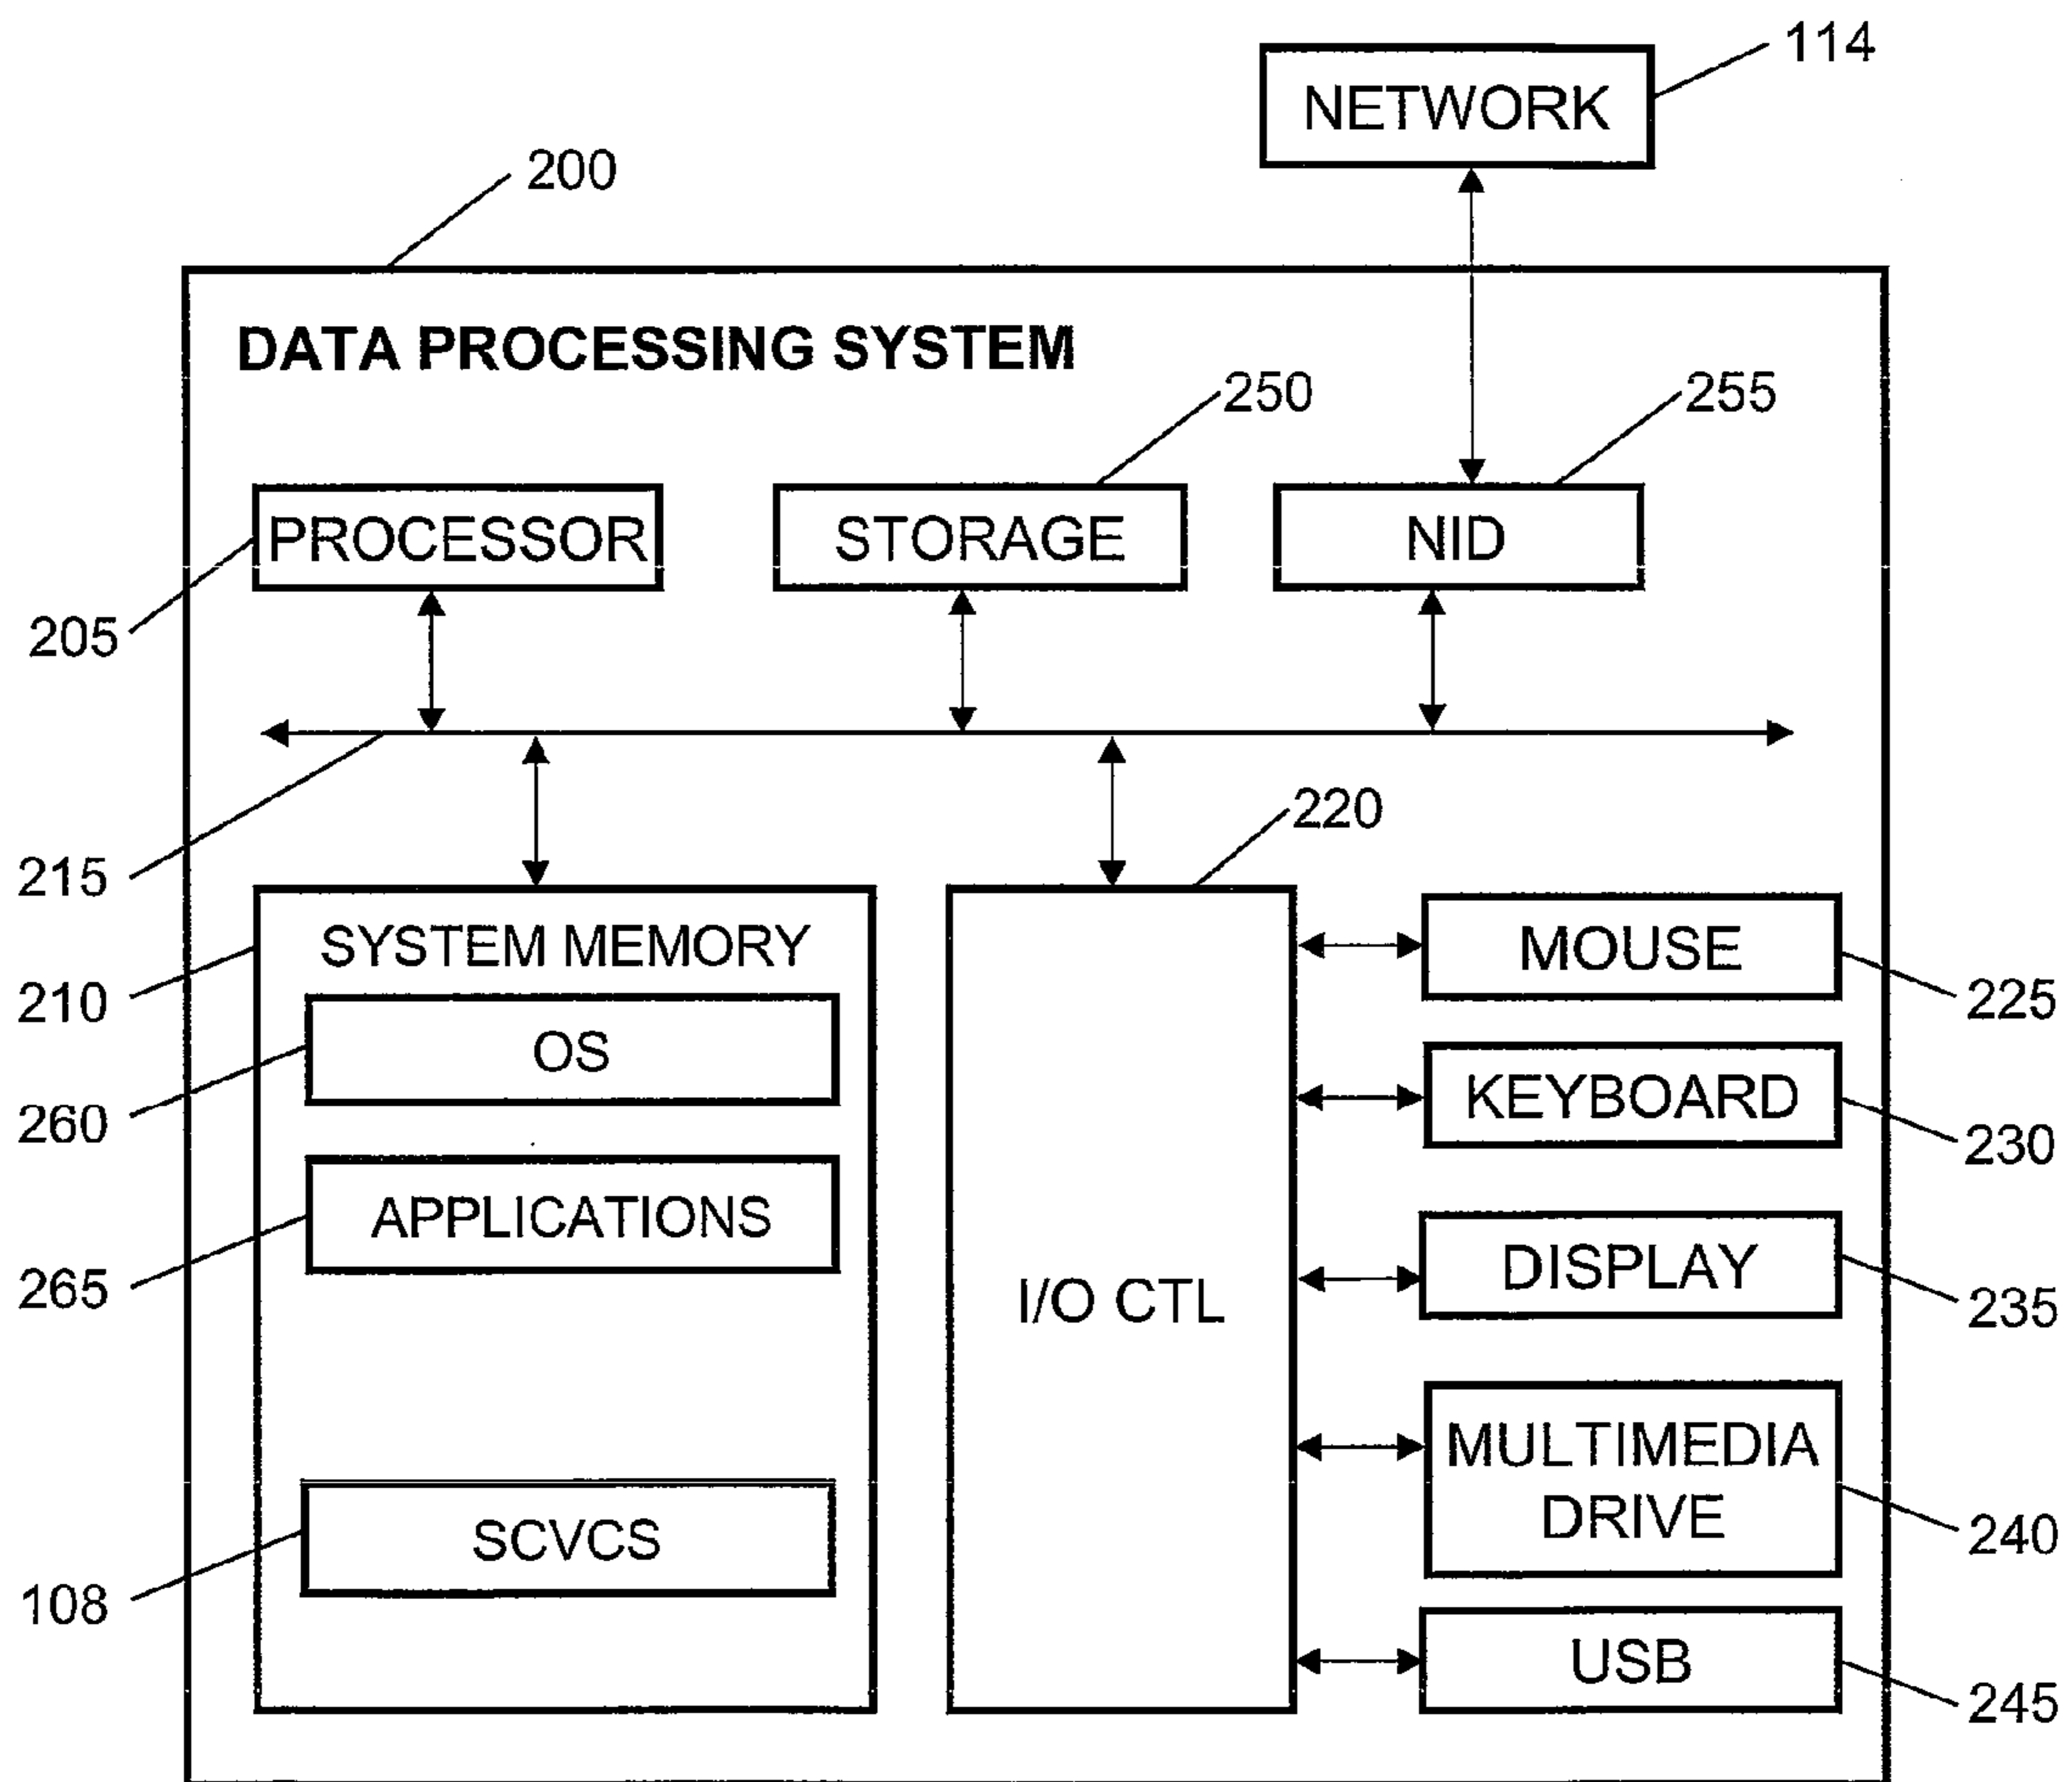 114
NETWORK
200
DATA PROCESSING SYSTEM
250
255
PROCESSOR
STORAGE
NID
205
220
215
SYSTEM MEMORY
MOUSE
210
225
OS
KEYBOARD
260
230
APPLICATIONS
DISPLAY
265
I/O CTL
235
MULTIMEDIA
DRIVE
SCVCS
240
108
USB
245